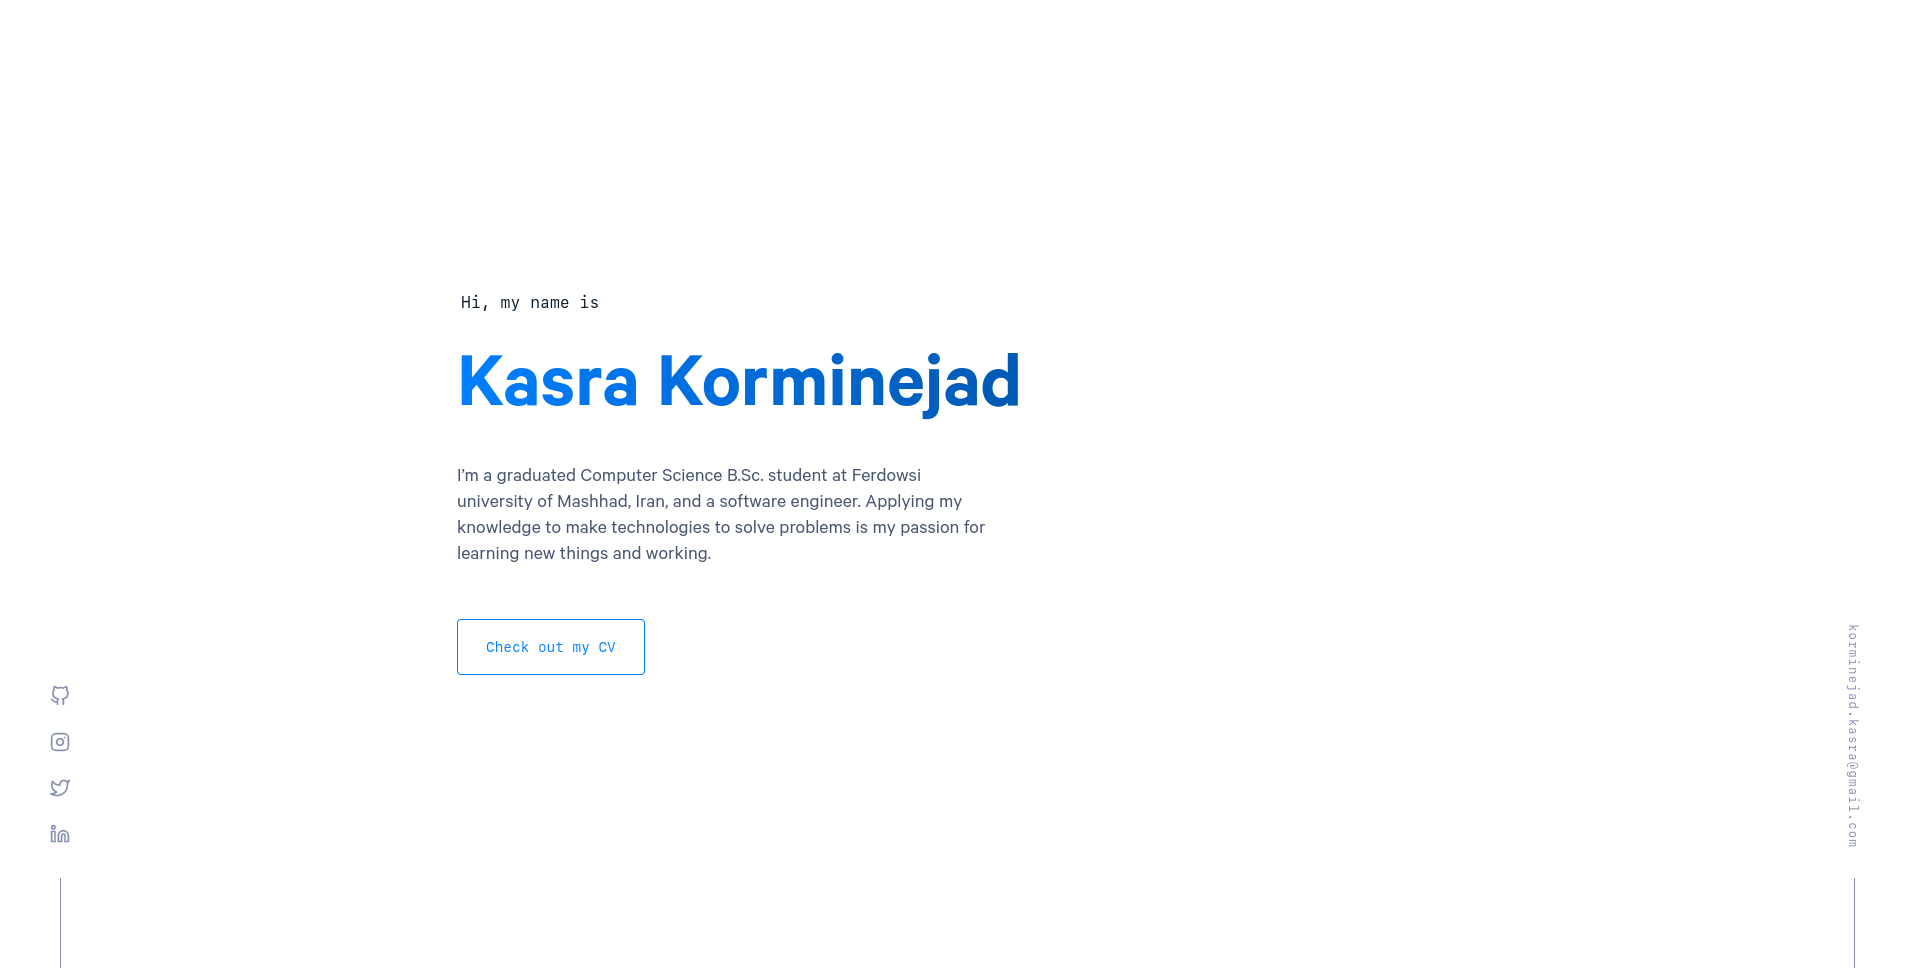 Hi, my name is
Kasra Korminejad
I’m a graduated Computer Science B.Sc. student at Ferdowsi
university of Mashhad, Iran, and a software engineer. Applying my
knowledge to make technologies to solve problems is my passion for
learning new things and working.
Check out my CV
korminejad.kasra@gmail.com